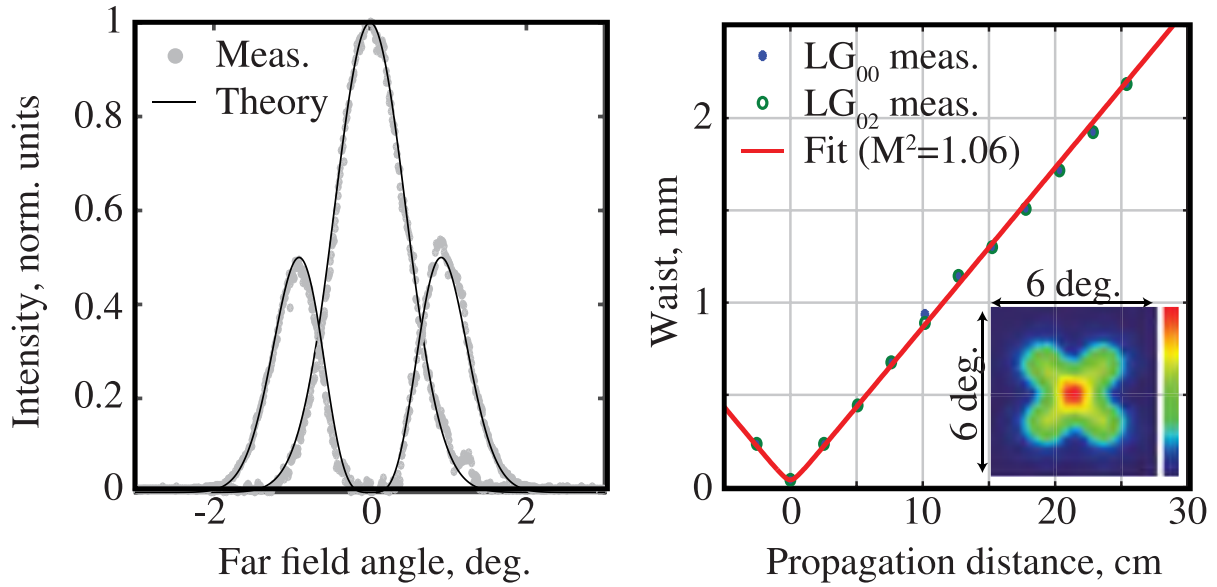 1
0.8
0.6
0.4
0.2
0
-2
0
2
Intensity, norm. units
Far field angle, deg.
Meas.
Theory
2
1
0
0
10
20
30
Waist, mm
Propagation distance, cm
LG₀₀ meas.
LG₀₂ meas.
Fit (M²=1.06)
6 deg.
6 deg.